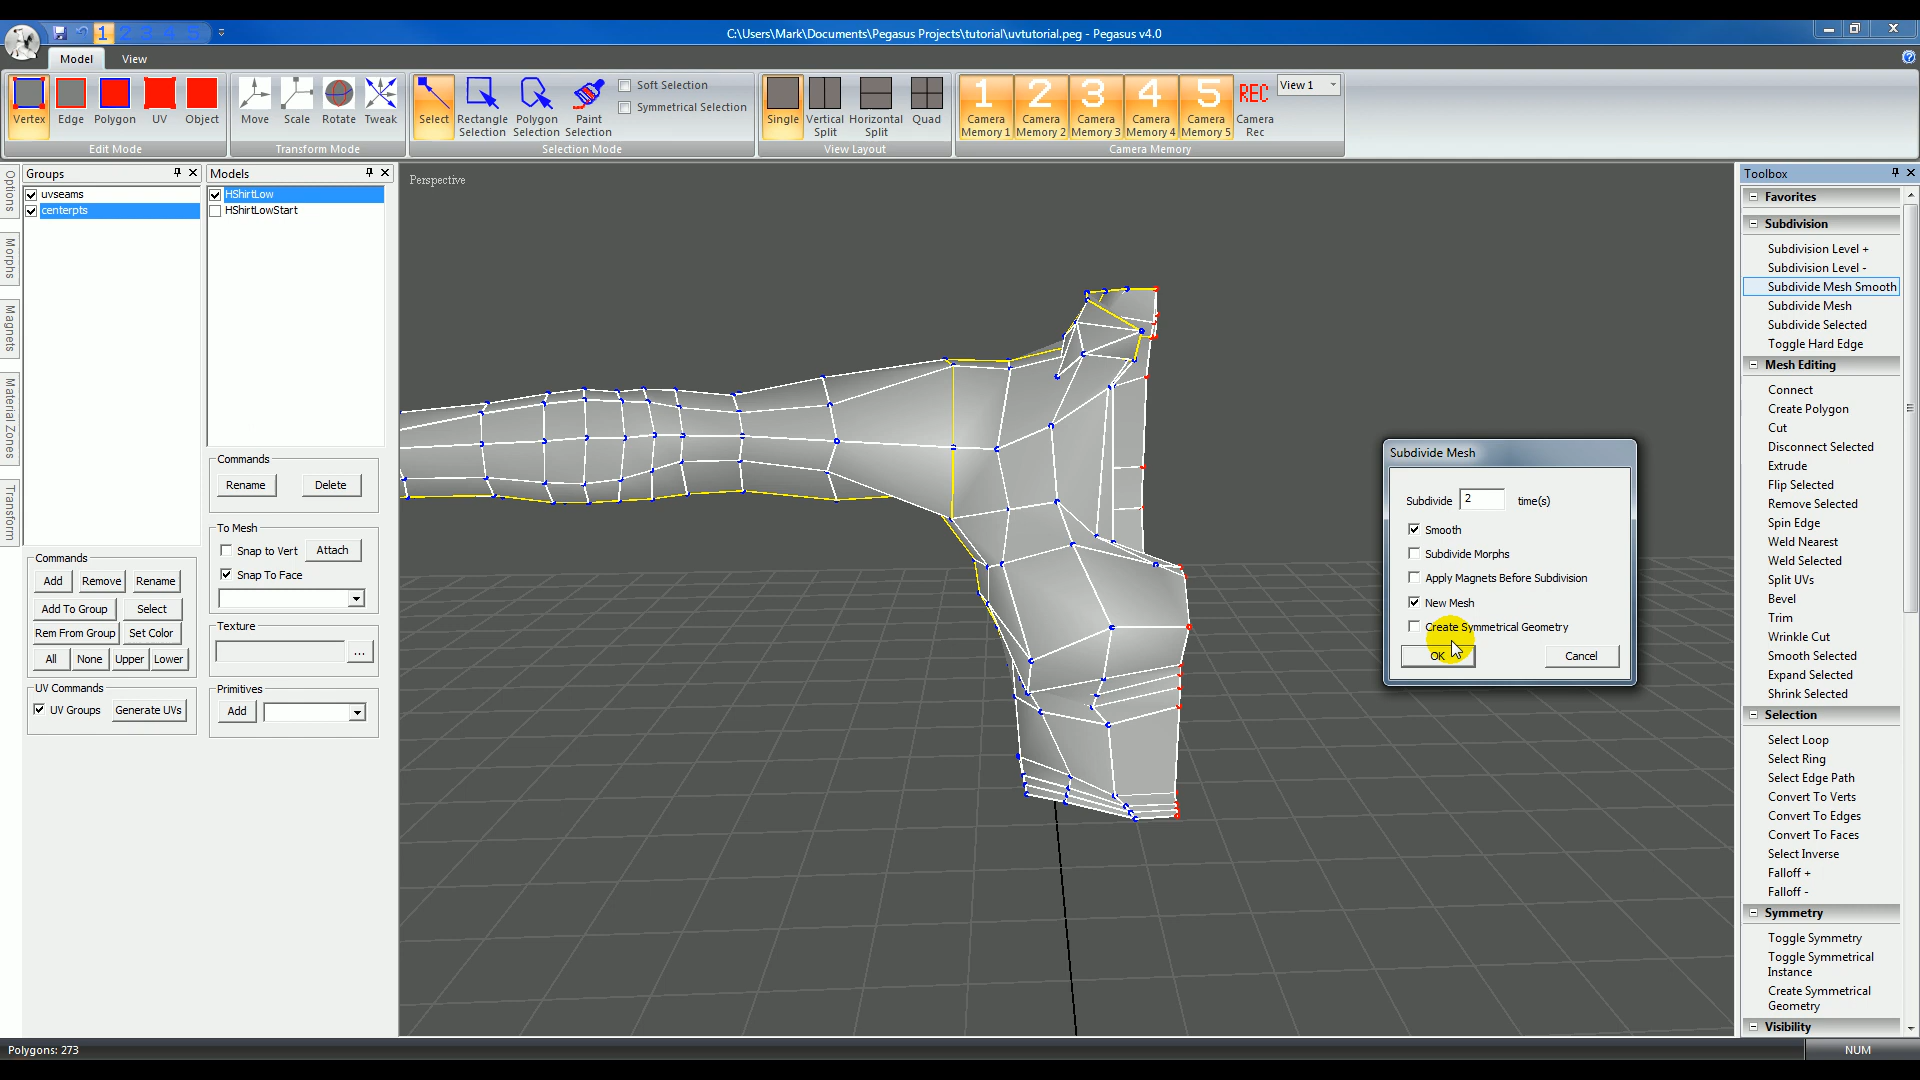 C:\Users\Mark\Documents\Pegasus Projects\tutorial\uvtutorial.peg - Pegasus v4.0
1 2 3 4 5
Model
View
Vertex
Edge
Polygon
UV
Object
Edit Mode
Move
Scale
Rotate
Tweak
Transform Mode
Select
Rectangle
Selection
Polygon
Selection
Paint
Selection
Soft Selection
Symmetrical Selection
Selection Mode
Single
Vertical
Split
Horizontal
Split
Quad
View Layout
1
Camera
Memory 1
2
Camera
Memory 2
3
Camera
Memory 3
4
Camera
Memory 4
5
Camera
Memory 5
REC
Camera
Rec
View 1
Camera Memory
Options
Morphs
Magnets
Material Zones
Transform
Groups
uvseams
centerpts
Commands
Add
Remove
Rename
Add To Group
Select
Rem From Group
Set Color
All
None
Upper
Lower
UV Commands
UV Groups
Generate UVs
Models
HShirtLow
HShirtLowStart
Commands
Rename
Delete
To Mesh
Snap to Vert
Attach
Snap To Face
Texture
...
Primitives
Add
Perspective
Subdivide Mesh
Subdivide 2 time(s)
Smooth
Subdivide Morphs
Apply Magnets Before Subdivision
New Mesh
Create Symmetrical Geometry
OK
Cancel
Toolbox
Favorites
Subdivision
Subdivision Level +
Subdivision Level -
Subdivide Mesh Smooth
Subdivide Mesh
Subdivide Selected
Toggle Hard Edge
Mesh Editing
Connect
Create Polygon
Cut
Disconnect Selected
Extrude
Flip Selected
Remove Selected
Spin Edge
Weld Nearest
Weld Selected
Split UVs
Bevel
Trim
Wrinkle Cut
Smooth Selected
Expand Selected
Shrink Selected
Selection
Select Loop
Select Ring
Select Edge Path
Convert To Verts
Convert To Edges
Convert To Faces
Select Inverse
Falloff +
Falloff -
Symmetry
Toggle Symmetry
Toggle Symmetrical
Instance
Create Symmetrical
Geometry
Visibility
Polygons: 273
NUM